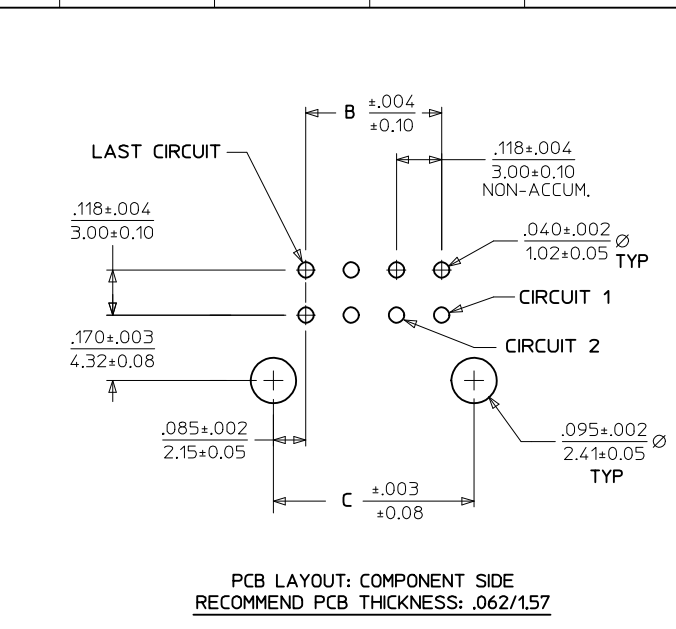 B ±.004
±0.10
LAST CIRCUIT
.118±.004
3.00±0.10
NON-ACCUM.
.118±.004
3.00±0.10
.040±.002
1.02±0.05 Ø TYP
CIRCUIT 1
CIRCUIT 2
.170±.003
4.32±0.08
.085±.002
2.15±0.05
.095±.002
2.41±0.05 Ø
TYP
C ±.003
±0.08
PCB LAYOUT: COMPONENT SIDE
RECOMMEND PCB THICKNESS: .062/1.57